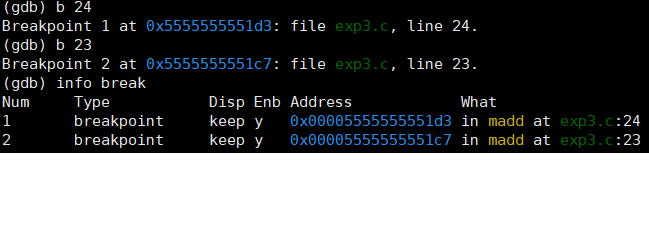 (gdb) b 24
Breakpoint 1 at 0x5555555551d3: file exp3.c, line 24.
(gdb) b 23
Breakpoint 2 at 0x5555555551c7: file exp3.c, line 23.
(gdb) info break
Num     Type           Disp Enb Address            What
1       breakpoint     keep y   0x00005555555551d3 in madd at exp3.c:24
2       breakpoint     keep y   0x00005555555551c7 in madd at exp3.c:23